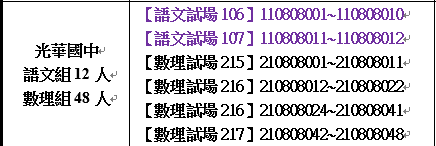 光華國中
語文組 12 人
數理組 48 人
【語文試場 106】110808001~110808010
【語文試場 107】110808011~110808012
【數理試場 215】210808001~210808011
【數理試場 216】210808012~210808022
【數理試場 216】210808024~210808041
【數理試場 217】210808042~210808048